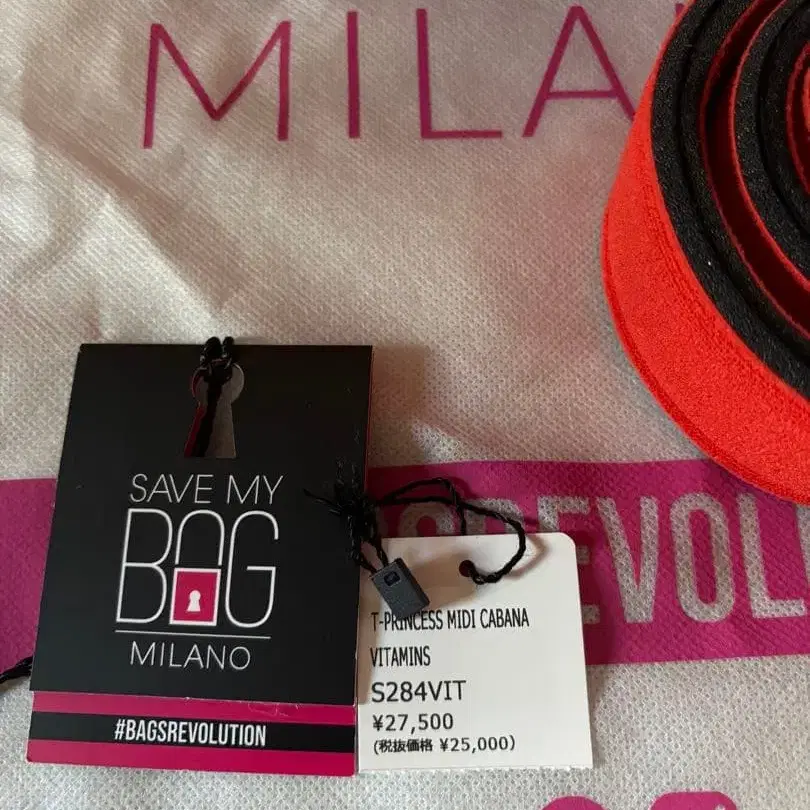 MILA
SAVE MY
BAG
MILANO
#BAGSREVOLUTION
T-PRINCESS MIDI CABANA
VITAMINS
S284VIT
¥27,500
(税抜価格 ¥25,000)
GSREVOL